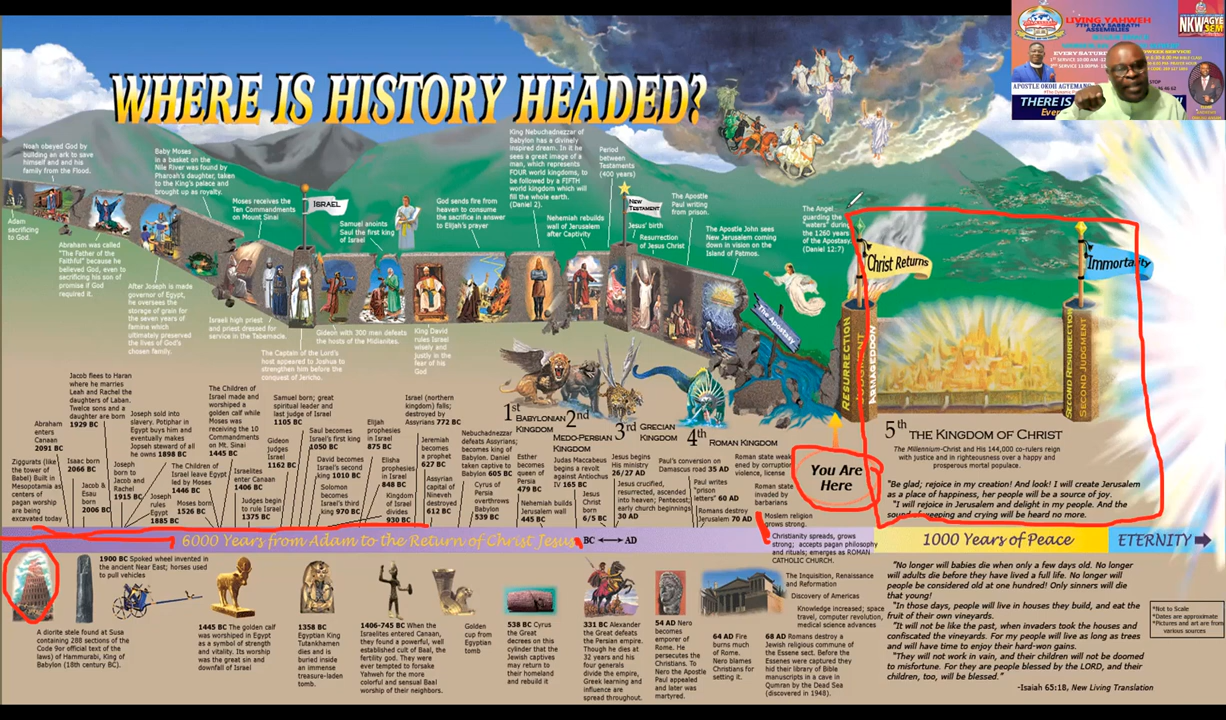 WHERE IS HISTORY HEADED?
LIVING YAHWEH
7TH DAY SABBATH
ASSEMBLIES
APOSTLE OKOH AGYEMANG
THERE IS
NKWAGYE
SEM
Noah obeyed God by
building an ark to save
himself and and his
family from the Flood.
Adam
sacrificing
to God.
Abraham was called
"The Father of the
Faithful" because he
believed God, even to
sacrificing his son of
promise if God
required it.
Baby Moses
in a basket on the
Nile River was found by
Pharoah's daughter, taken
to the King's palace and
brought up as royalty.
After Joseph is made
governor of Egypt,
he oversees the
storage of grain for
the seven years of
famine which
ultimately preserved
the lives of God's
chosen family.
Moses receives the
Ten Commandments
on Mount Sinai
Israeli high priest
and priest dressed for
service in the Tabernacle.
ISRAEL
The Captain of the Lord's
host appeared to Joshua to
strengthen him before the
conquest of Jericho.
Gideon with 300 men defeats
the hosts of the Midianites.
Samuel anoints
Saul the first king
of Israel
King David
rules Israel
wisely and
justly in the
fear of his
God
God sends fire from
heaven to consume
the sacrifice in answer
to Elijah's prayer
King Nebuchadnezzar of
Babylon has a divinely
inspired dream. In it he
sees a great image of a
man, which represents
FOUR world kingdoms, to
be followed by a FIFTH
world kingdom which will
fill the whole earth.
(Daniel 2).
Nehemiah rebuilds
wall of Jerusalem
after Captivity
Period
between
Testaments
(400 years)
NEW
TESTAMENT
Jesus' birth
Resurrection
of Jesus Christ
The Apostle
Paul writing
from prison.
The Apostle John sees
New Jerusalem coming
down in vision on the
Island of Patmos.
The Angel
guarding the
"waters" during
the 1260 years
of the Apostasy.
(Daniel 12:7)
The Apostasy
Christ Returns
Immortality
RESURRECTION
JUDGMENT
ARMAGEDDON
SECOND RESURRECTION
SECOND JUDGMENT
1st BABYLONIAN
KINGDOM
2nd MEDO-PERSIAN
KINGDOM
3rd GRECIAN
KINGDOM
4th ROMAN KINGDOM
5th THE KINGDOM OF CHRIST
The Millennium-Christ and His 144,000 co-rulers reign
with justice and in righteousness over a happy and
prosperous mortal populace.
"Be glad; rejoice in my creation! And look! I will create Jerusalem
as a place of happiness, her people will be a source of joy.
"I will rejoice in Jerusalem and delight in my people. And the
sound of weeping and crying will be heard no more.
You Are
Here
Ziggurats (like
the tower of
Babel) Built in
Mesopotamia as
centers of
pagan worship
are being
excavated today
Abraham
enters
Canaan
2091 BC
Isaac born
2066 BC
Jacob &
Esau born
2006 BC
Jacob flees to Haran
where he marries
Leah and Rachel the
daughters of Laban.
Twelve sons and a
daughter are born
1929 BC
Joseph
born to
Jacob and
Rachel
1915 BC
Joseph sold into
slavery. Potiphar in
Egypt buys him and
eventually makes
Joseph steward of all
he owns 1898 BC
Joseph
rules
Egypt
1885 BC
Moses born
1526 BC
The Children of
Israel leave Egypt
led by Moses
1446 BC
The Children of
Israel made and
worshiped a
golden calf while
Moses was
receiving the 10
Commandments
on Mt. Sinai
1445 BC
Israelites
enter Canaan
1406 BC
Judges begin
to rule Israel
1375 BC
Gideon
judges
Israel
1162 BC
Samuel born; great
spiritual leader and
last judge of Israel
1105 BC
Saul becomes
Israel's first king
1050 BC
David becomes
Israel's second
king 1010 BC
Solomon
becomes
Israel's third
king 970 BC
Elijah
prophesies
in Israel
875 BC
Elisha
prophesies
in Israel
848 BC
Kingdom
of Israel
divides
930 BC
Israel (northern
kingdom) falls;
destroyed by
Assyrians 772 BC
Jeremiah
becomes
a prophet
627 BC
Assyrian
capital of
Nineveh
destroyed
612 BC
Nebuchadnezzar
defeats Assyrians;
becomes king of
Babylon. Daniel
taken captive to
Babylon 605 BC
Cyrus of
Persia
overthrows
Babylon
539 BC
Esther
becomes
queen of
Persia
479 BC
Nehemiah builds
Jerusalem wall
445 BC
Judas Maccabeus
begins a revolt
against Antiochus
IV 165 BC
Jesus
Christ
born
6/5 BC
Jesus begins
His ministry
26/27 AD
Jesus crucified,
resurrected, ascended
into heaven; Pentecost;
early church beginnings
30 AD
Paul's conversion on
Damascus road 35 AD
Paul writes
"prison
letters" 60 AD
Romans destroy
Jerusalem 70 AD
Roman state weak-
ened by corruption
violence, license
Roman state
invaded by
barbarians
Moslem religion
grows strong.
Christianity spreads, grows
strong; accepts pagan philosophy
and rituals; emerges as ROMAN
CATHOLIC CHURCH.
6000 Years from Adam to the Return of Christ Jesus
BC AD
1000 Years of Peace
ETERNITY
A diorite stele found at Susa
containing 288 sections of the
Code 9or official text of the
laws) of Hammurabi, King of
Babylon (18th century BC).
1900 BC Spoked wheel invented in
the ancient Near East; horses used
to pull vehicles
1445 BC The golden calf
was worshiped in Egypt
as a symbol of strength
and vitality. Its worship
was the great sin and
downfall of Israel
1358 BC
Egyptian King
Tutankhamen
dies and is
buried inside
an immense
treasure-laden
tomb.
1406-745 BC When the
Israelites entered Canaan,
they found a powerful, well
established cult of Baal, the
fertility god. They were
ever tempted to forsake
Yahweh for the more
colorful and sensual Baal
worship of their neighbors.
Golden
cup from
Egyptian
tomb
538 BC Cyrus
the Great
decrees on this
cylinder that the
Jewish captives
may return to
their homeland
and rebuild it
331 BC Alexander
the Great defeats
the Persian empire.
Though he dies at
32 years and his
four generals
divide the empire,
Greek learning and
influence are
spread throughout.
54 AD Nero
becomes
emperor of
Rome. He
persecutes the
Christians. To
Nero the Apostle
Paul appealed
and later was
martyred.
64 AD Fire
burns much
of Rome.
Nero blames
Christians for
setting it.
68 AD Romans destroy a
Jewish religious commune of
the Essene sect. Before the
Essenes were captured they
hid their library of Bible
manuscripts in a cave in
Qumran by the Dead Sea
(discovered in 1948).
The Inquisition, Renaissance
and Reformation
Discovery of Americas
Knowledge increased; space
travel, computer revolution,
medical science advances
"No longer will babies die when only a few days old. No longer
will adults die before they have lived a full life. No longer will
people be considered old at one hundred! Only sinners will die
that young!
"In those days, people will live in houses they build, and eat the
fruit of their own vineyards.
"It will not be like the past, when invaders took the houses and
confiscated the vineyards. For my people will live as long as trees
and will have time to enjoy their hard-won gains.
"They will not work in vain, and their children will not be doomed
to misfortune. For they are people blessed by the LORD, and their
children, too, will be blessed."
-Isaiah 65:18, New Living Translation
*Not to Scale
*Dates are approximate
*Pictures and art are from
various sources